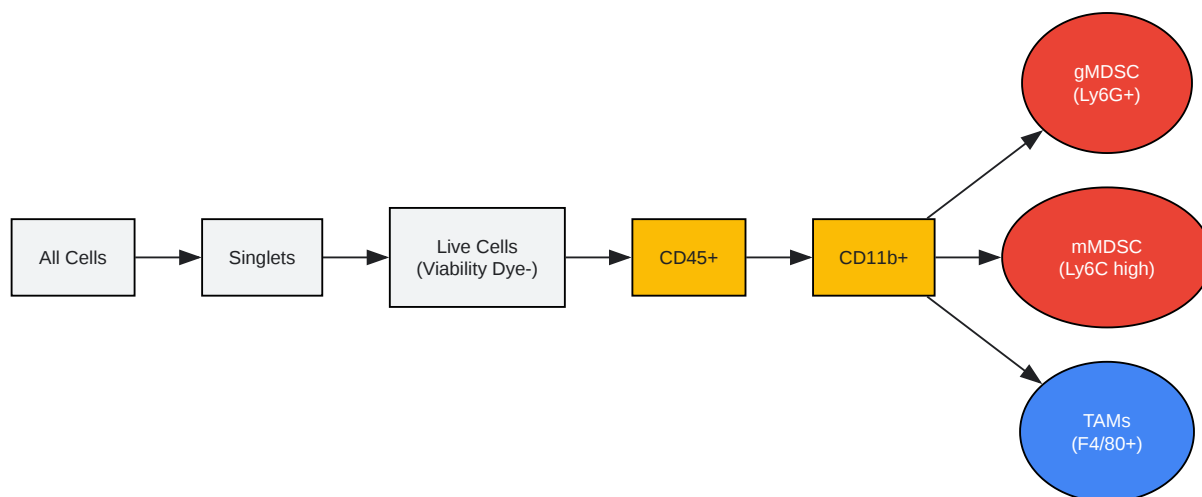 All Cells
Singlets
Live Cells
(Viability Dye-)
CD45+
CD11b+
gMDSC
(Ly6G+)
mMDSC
(Ly6C high)
TAMs
(F4/80+)